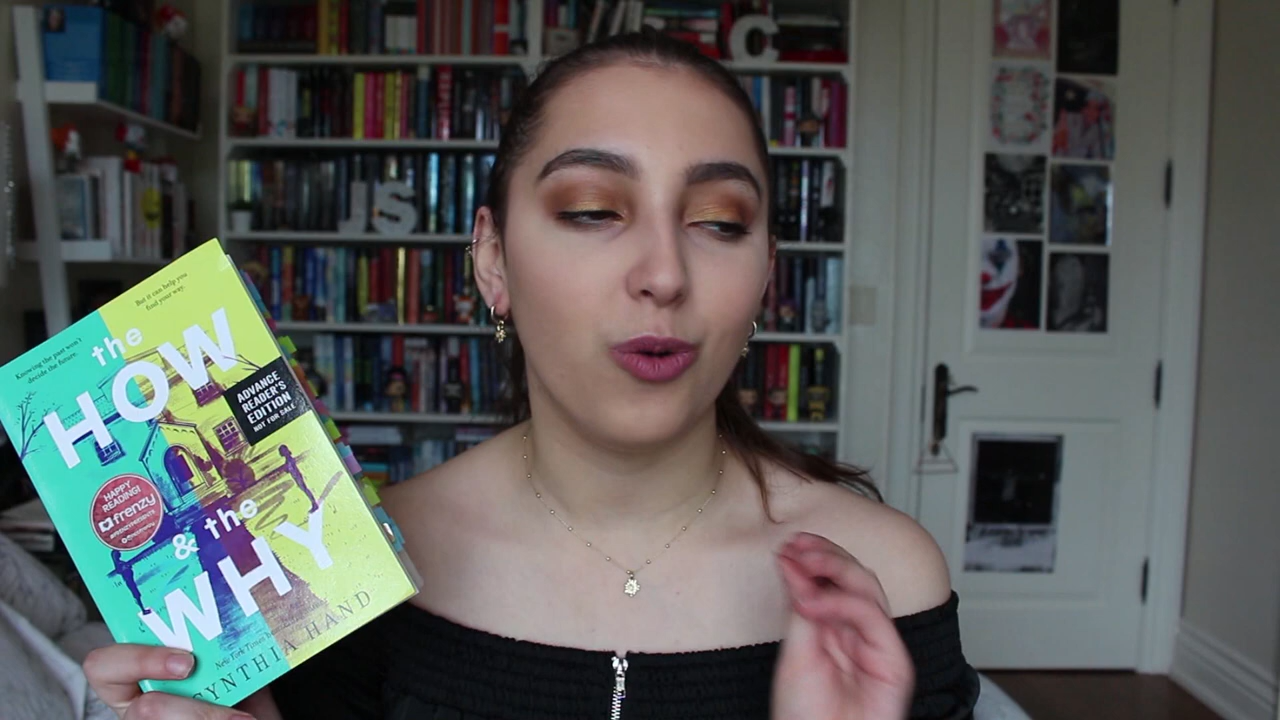 But it can help you
find your way.
Knowing the past won't
decide the future.
the
HOW
ADVANCE
READER'S
EDITION
NOT FOR SALE
HAPPY
READING!
frenzy
& the
WHY
New York Times
CYNTHIA HAND
C
JS